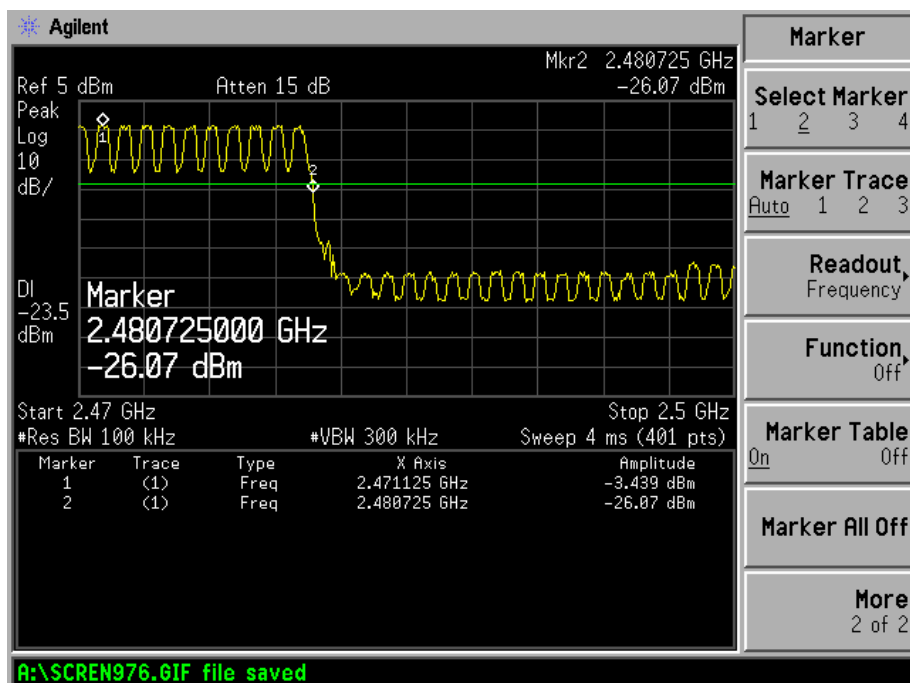 Agilent
Mkr2 2.480725 GHz
Ref 5 dBm Atten 15 dB -26.07 dBm
Peak
Log
10
dB/
1
2
DI
-23.5
dBm
Marker
2.480725000 GHz
-26.07 dBm
Start 2.47 GHz Stop 2.5 GHz
#Res BW 100 kHz #VBW 300 kHz Sweep 4 ms (401 pts)
Marker Trace Type X Axis Amplitude
1 (1) Freq 2.471125 GHz -3.439 dBm
2 (1) Freq 2.480725 GHz -26.07 dBm
A:\SCREN976.GIF file saved
Marker
Select Marker
1 2 3 4
Marker Trace
Auto 1 2 3
Readout
Frequency
Function
Off
Marker Table
On Off
Marker All Off
More
2 of 2